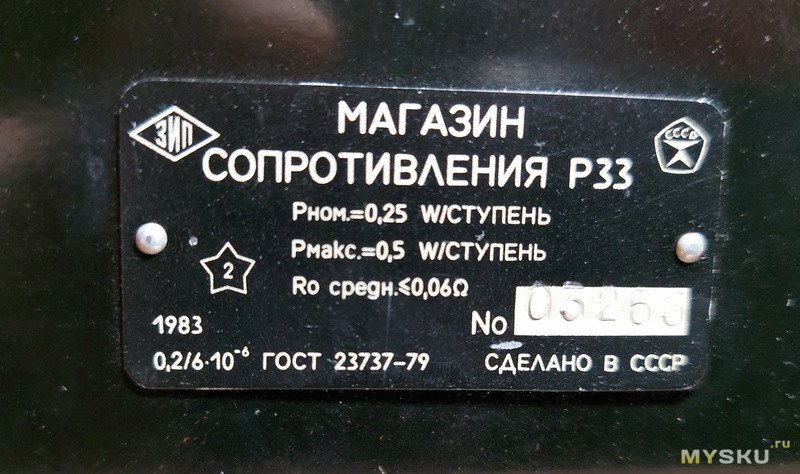 ЗИП
СССР
МАГАЗИН
СОПРОТИВЛЕНИЯ Р33
Рном.=0,25 W/СТУПЕНЬ
Рмакс.=0,5 W/СТУПЕНЬ
2
Ro средн.≤0,06Ω
1983
No 03263
0,2/6·10⁻⁶ ГОСТ 23737-79 СДЕЛАНО В СССР
MYSKU.ru